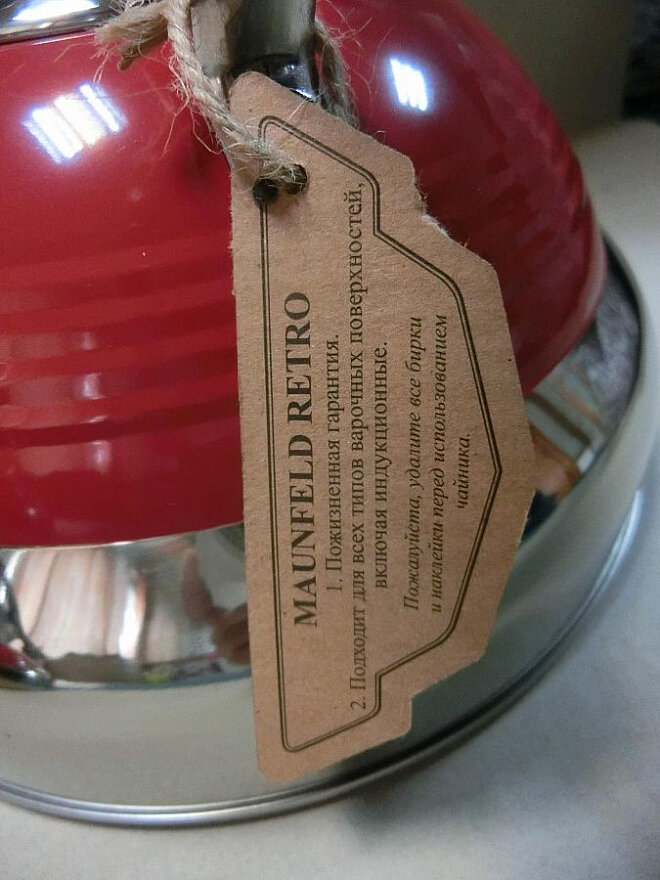 MAUNFELD RETRO
1. Пожизненная гарантия.
2. Подходит для всех типов варочных поверхностей,
включая индукционные.
Пожалуйста, удалите все бирки
и наклейки перед использованием
чайника.